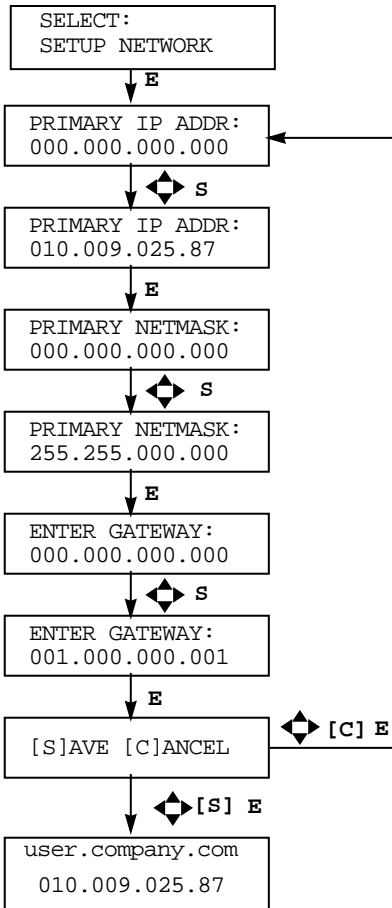 SELECT:
SETUP NETWORK
E
PRIMARY IP ADDR:
000.000.000.000
S
PRIMARY IP ADDR:
010.009.025.87
E
PRIMARY NETMASK:
000.000.000.000
S
PRIMARY NETMASK:
255.255.000.000
E
ENTER GATEWAY:
000.000.000.000
S
ENTER GATEWAY:
001.000.000.001
E
[S]AVE [C]ANCEL
[C] E
[S] E
user.company.com
010.009.025.87